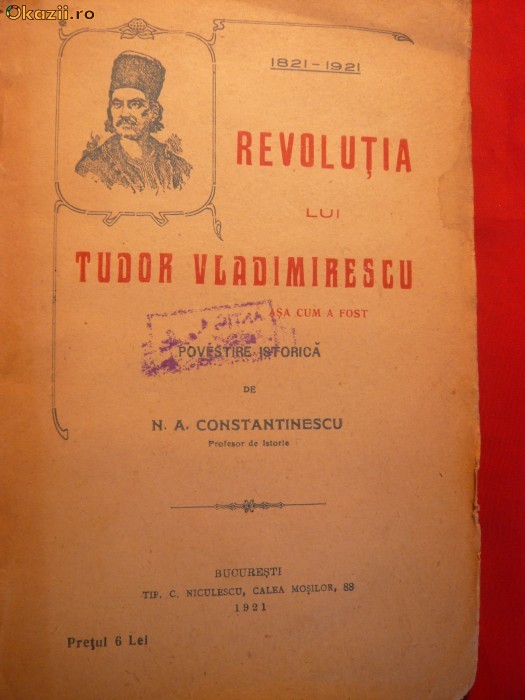 Okazii.ro
1821-1921
REVOLUȚIA
LUI
TUDOR VLADIMIRESCU
AȘA CUM A FOST
POVESTIRE ISTORICĂ
DE
N. A. CONSTANTINESCU
Profesor de Istorie
BUCUREȘTI
TIP. C. NICULESCU, CALEA MOȘILOR, 88
1921
Prețul 6 Lei